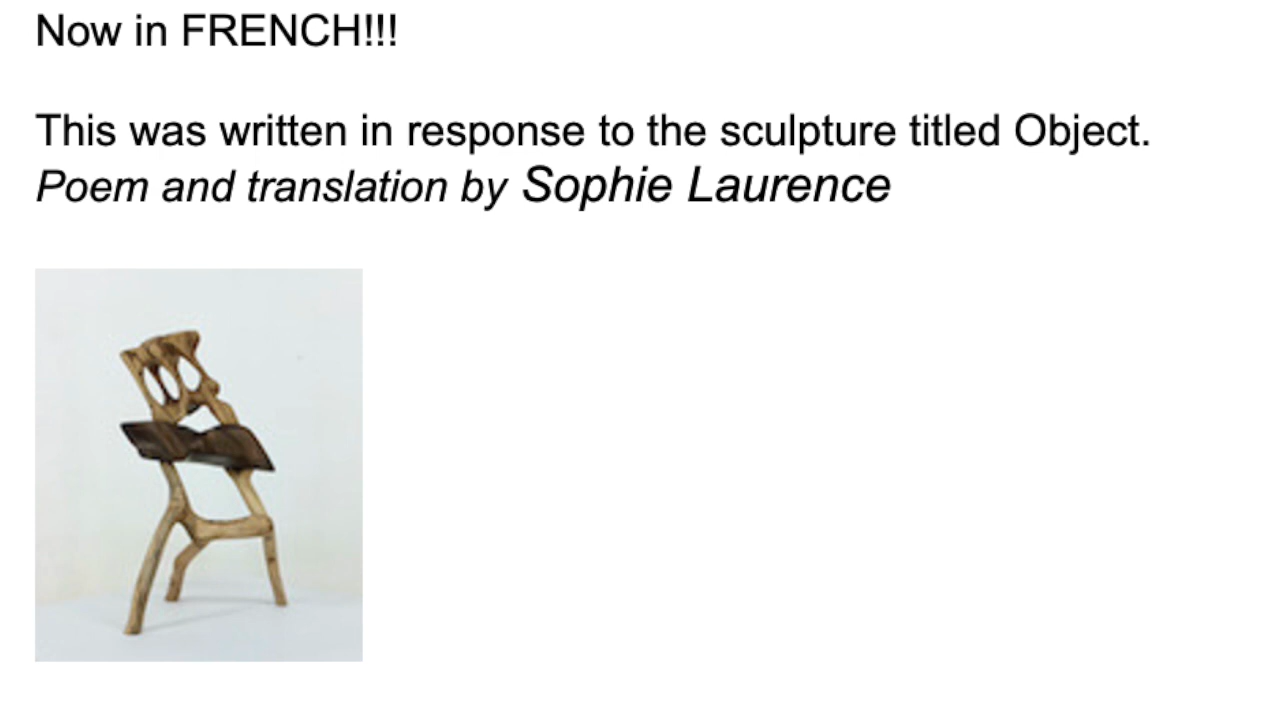 Now in FRENCH!!!
This was written in response to the sculpture titled Object.
Poem and translation by Sophie Laurence